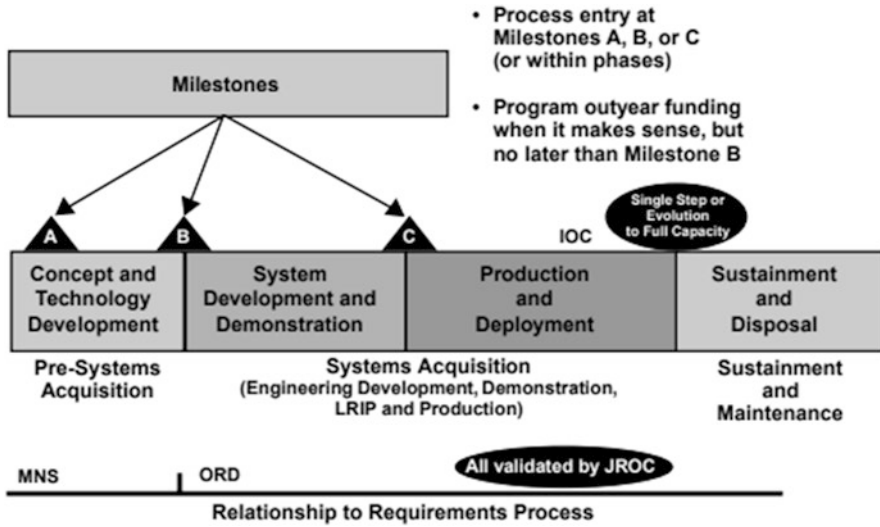 • Process entry at
Milestones A, B, or C
(or within phases)
• Program outyear funding
when it makes sense, but
no later than Milestone B
Milestones
A
B
C
IOC
Single Step or
Evolution
to Full Capacity
Concept and
Technology
Development
System
Development and
Demonstration
Production
and
Deployment
Sustainment
and
Disposal
Pre-Systems
Acquisition
Systems Acquisition
(Engineering Development, Demonstration,
LRIP and Production)
Sustainment
and
Maintenance
MNS
ORD
All validated by JROC
Relationship to Requirements Process